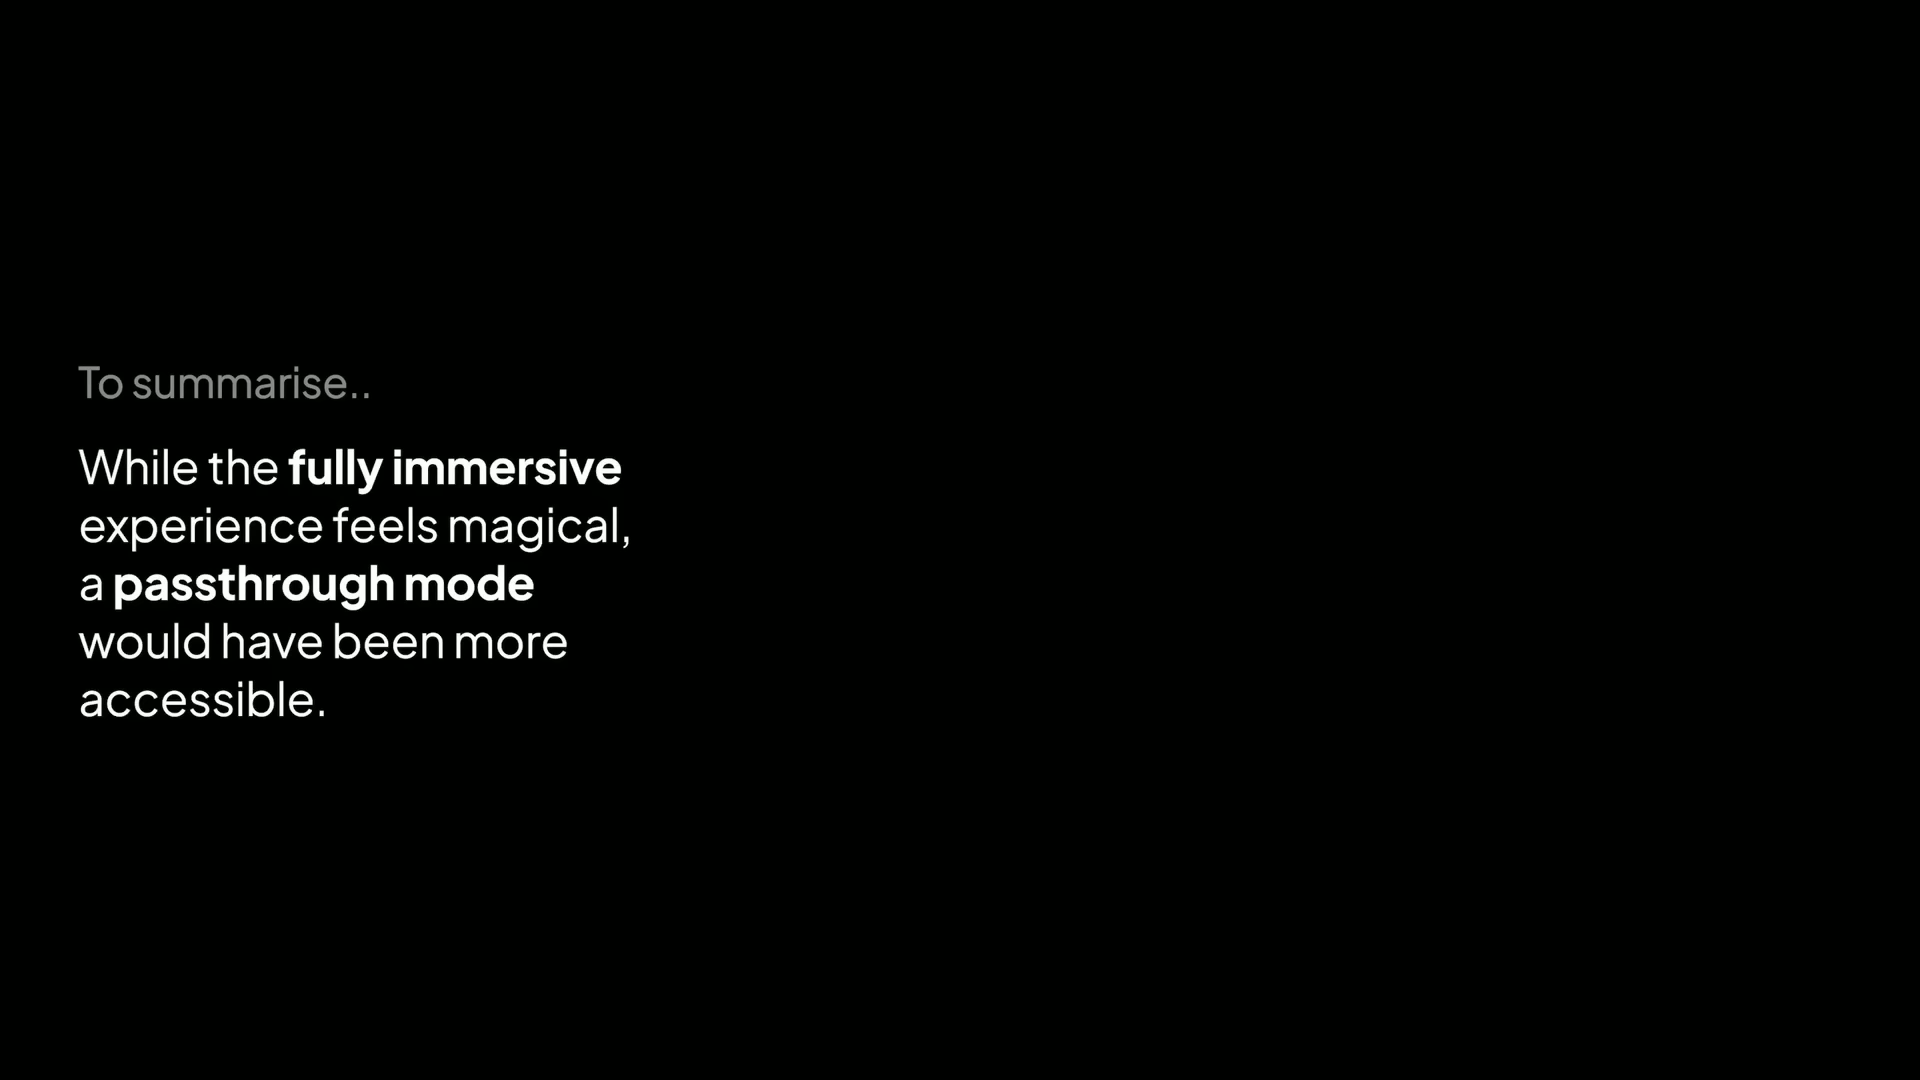 To summarise..
While the fully immersive
experience feels magical,
a passthrough mode
would have been more
accessible.